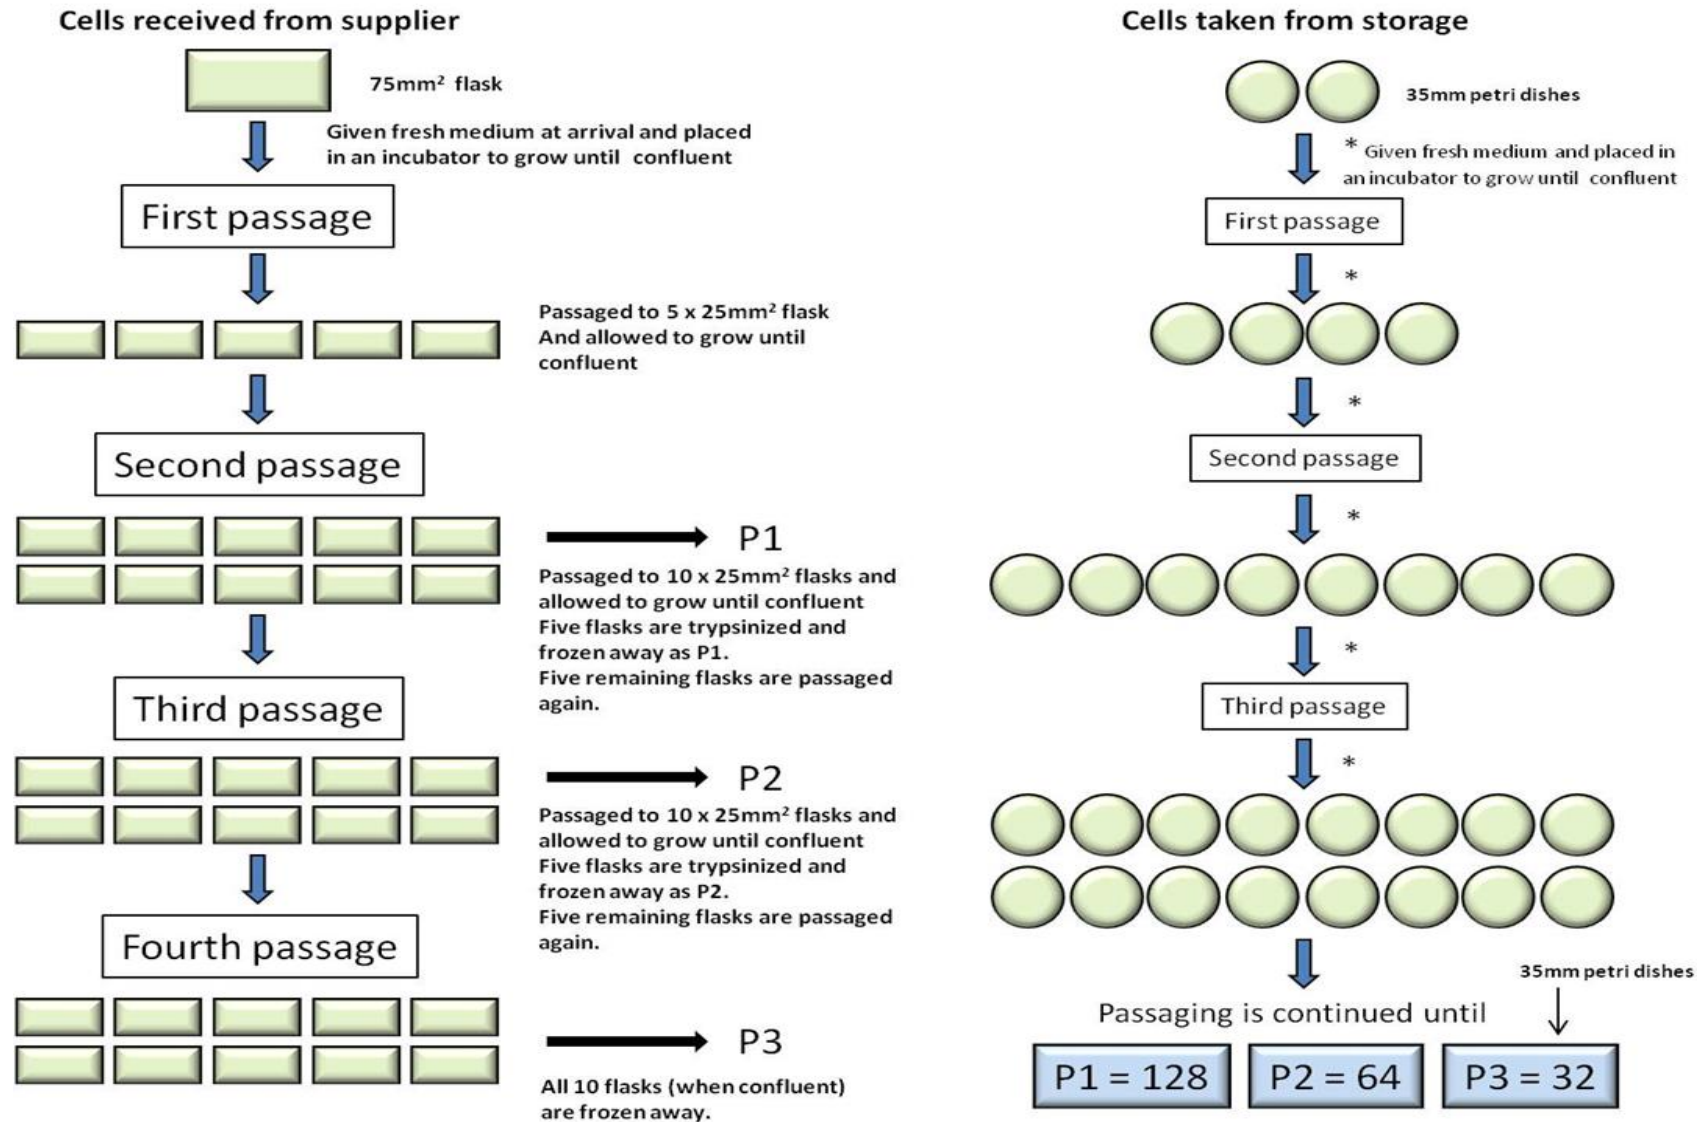 Cells received from supplier
75mm² flask
Given fresh medium at arrival and placed
in an incubator to grow until confluent
First passage
Passaged to 5 x 25mm² flask
And allowed to grow until
confluent
Second passage
P1
Passaged to 10 x 25mm² flasks and
allowed to grow until confluent
Five flasks are trypsinized and
frozen away as P1.
Five remaining flasks are passaged
again.
Third passage
P2
Passaged to 10 x 25mm² flasks and
allowed to grow until confluent
Five flasks are trypsinized and
frozen away as P2.
Five remaining flasks are passaged
again.
Fourth passage
P3
All 10 flasks (when confluent)
are frozen away.
Cells taken from storage
35mm petri dishes
* Given fresh medium and placed in
an incubator to grow until confluent
First passage
*
*
Second passage
*
*
Third passage
*
35mm petri dishes
Passaging is continued until
P1 = 128
P2 = 64
P3 = 32